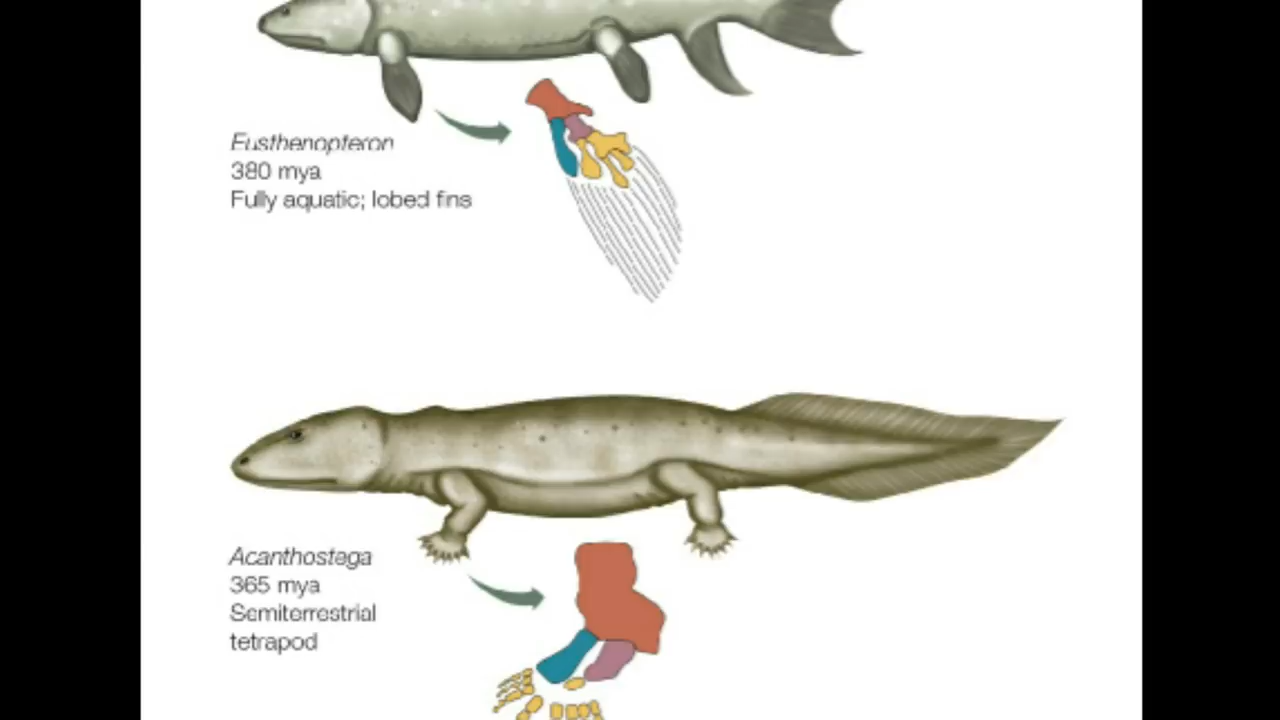 Eusthenopteron
380 mya
Fully aquatic; lobed fins
Acanthostega
365 mya
Semiterrestrial
tetrapod